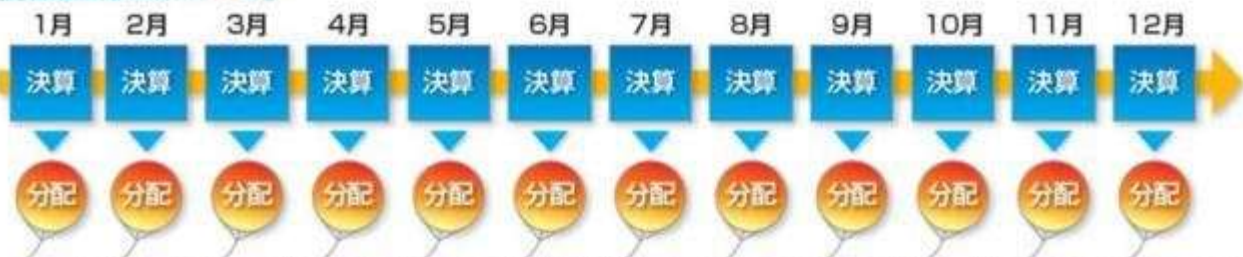 1月 2月 3月 4月 5月 6月 7月 8月 9月 10月 11月 12月
決算 決算 決算 決算 決算 決算 決算 決算 決算 決算 決算 決算
分配 分配 分配 分配 分配 分配 分配 分配 分配 分配 分配 分配